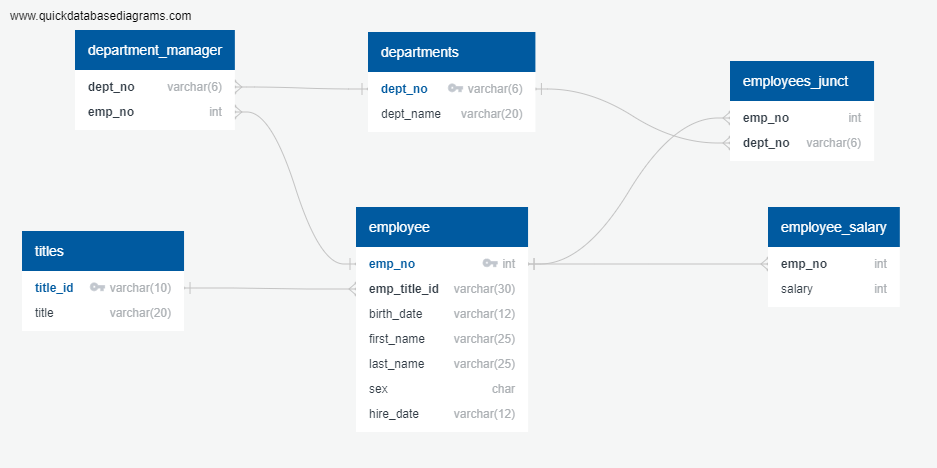 www.quickdatabasediagrams.com
department_manager
dept_no varchar(6)
emp_no int
departments
dept_no varchar(6)
dept_name varchar(20)
employees_junct
emp_no int
dept_no varchar(6)
titles
title_id varchar(10)
title varchar(20)
employee
emp_no int
emp_title_id varchar(30)
birth_date varchar(12)
first_name varchar(25)
last_name varchar(25)
sex char
hire_date varchar(12)
employee_salary
emp_no int
salary int